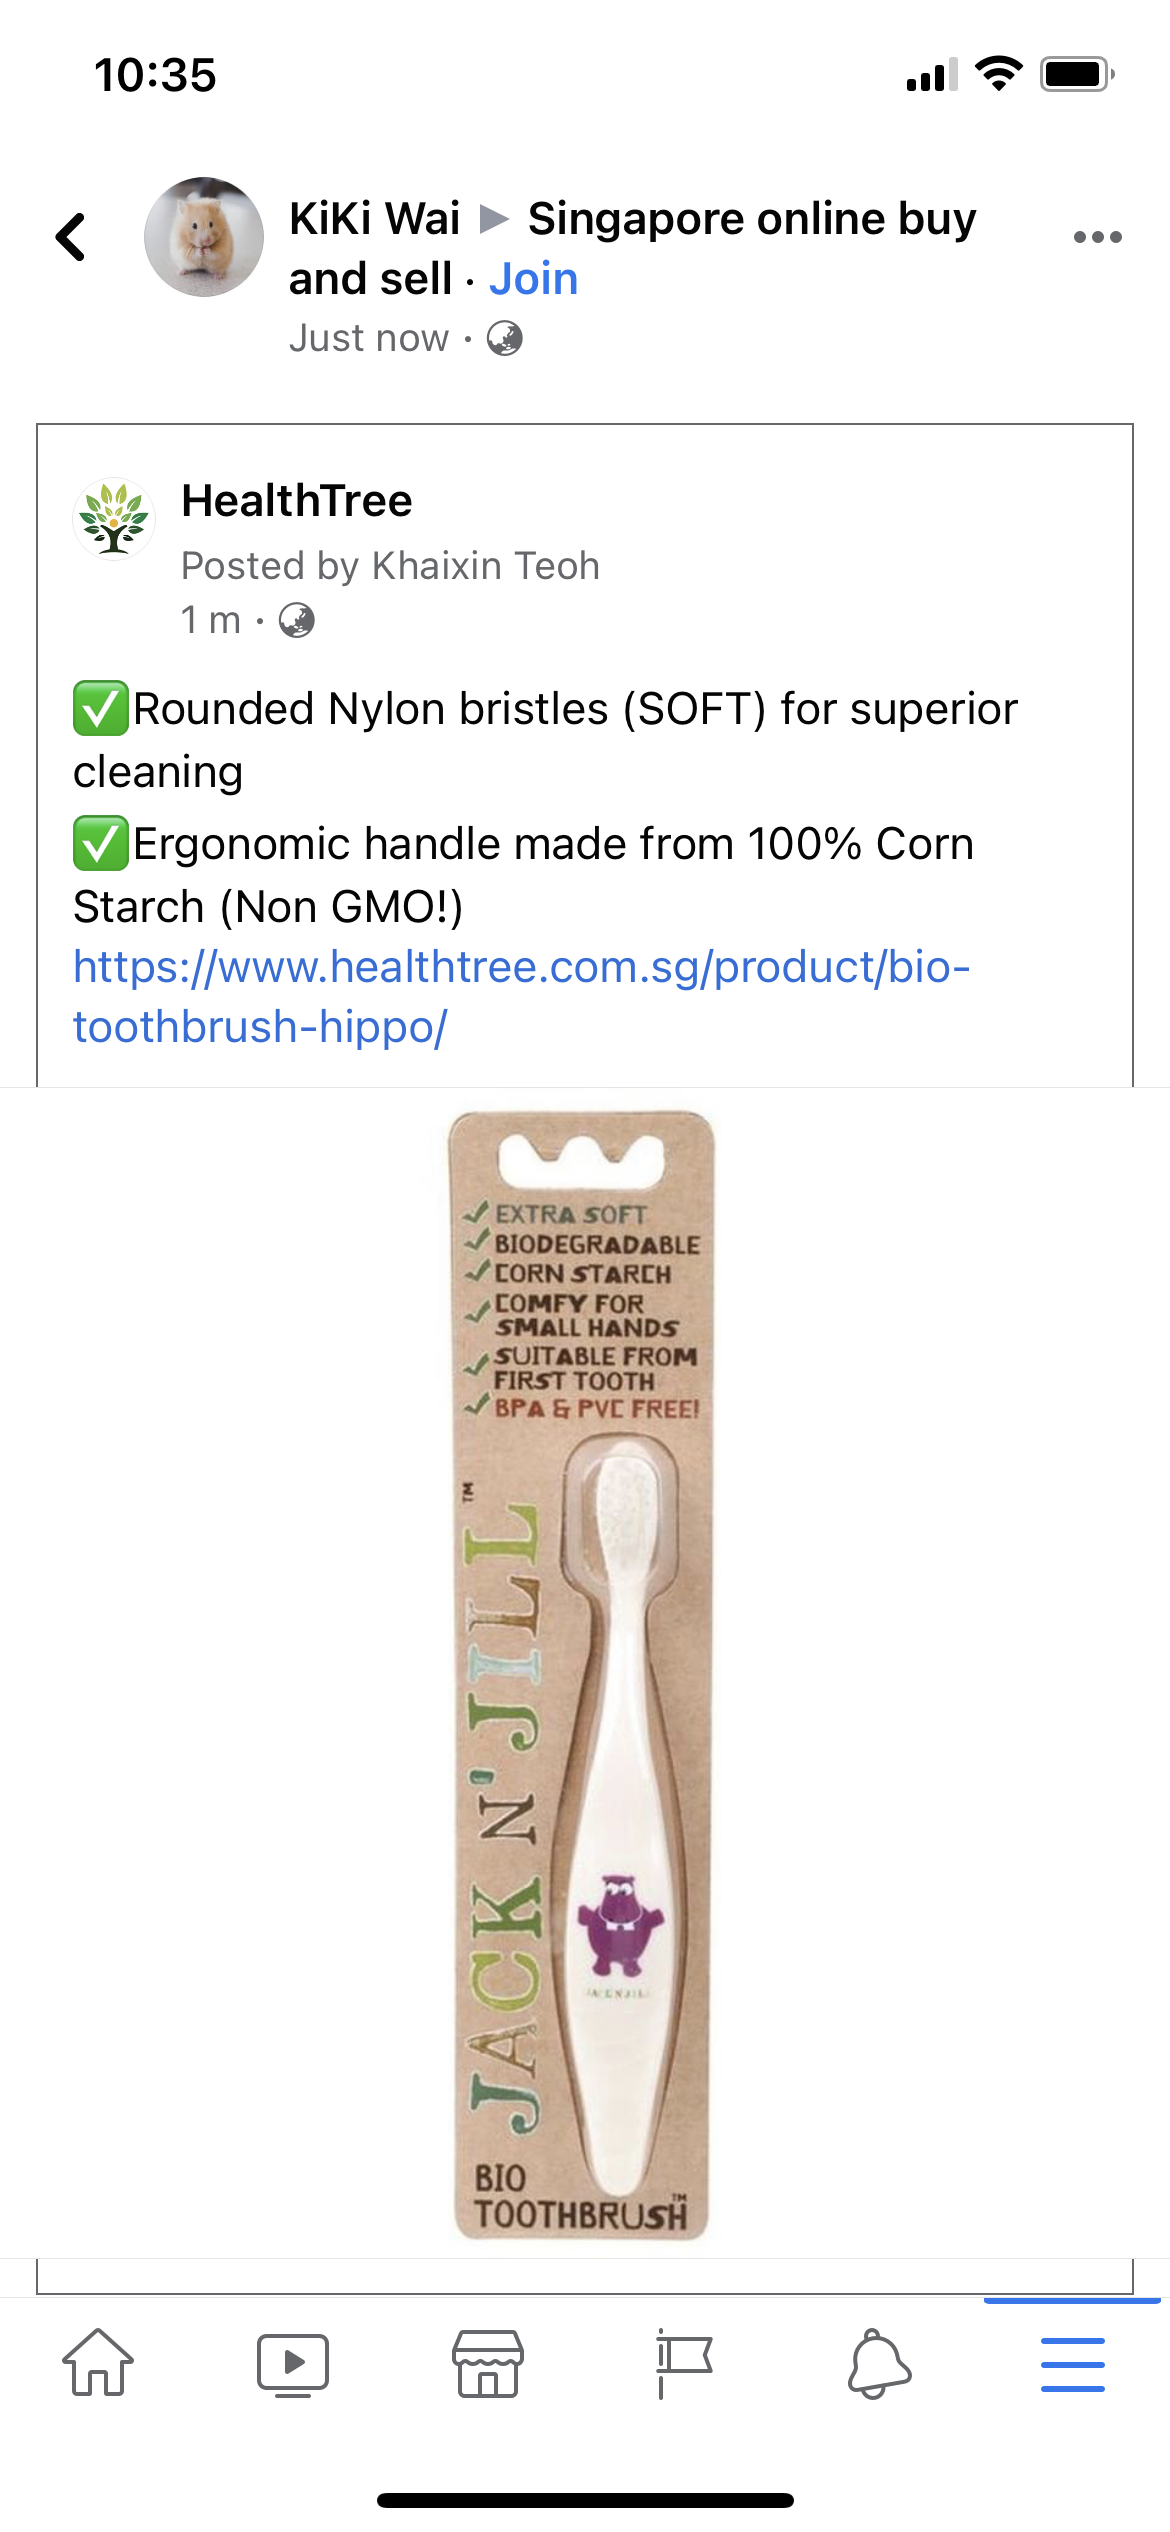 10:35
KiKi Wai ▶ Singapore online buy
and sell · Join
Just now ·
HealthTree
Posted by Khaixin Teoh
1 m ·
✅Rounded Nylon bristles (SOFT) for superior
cleaning
✅Ergonomic handle made from 100% Corn
Starch (Non GMO!)
https://www.healthtree.com.sg/product/bio-
toothbrush-hippo/
EXTRA SOFT
BIODEGRADABLE
CORN STARCH
COMFY FOR
SMALL HANDS
SUITABLE FROM
FIRST TOOTH
BPA & PVC FREE!
JACK N' JILL™
JACK N JILL
BIO
TOOTHBRUSH™